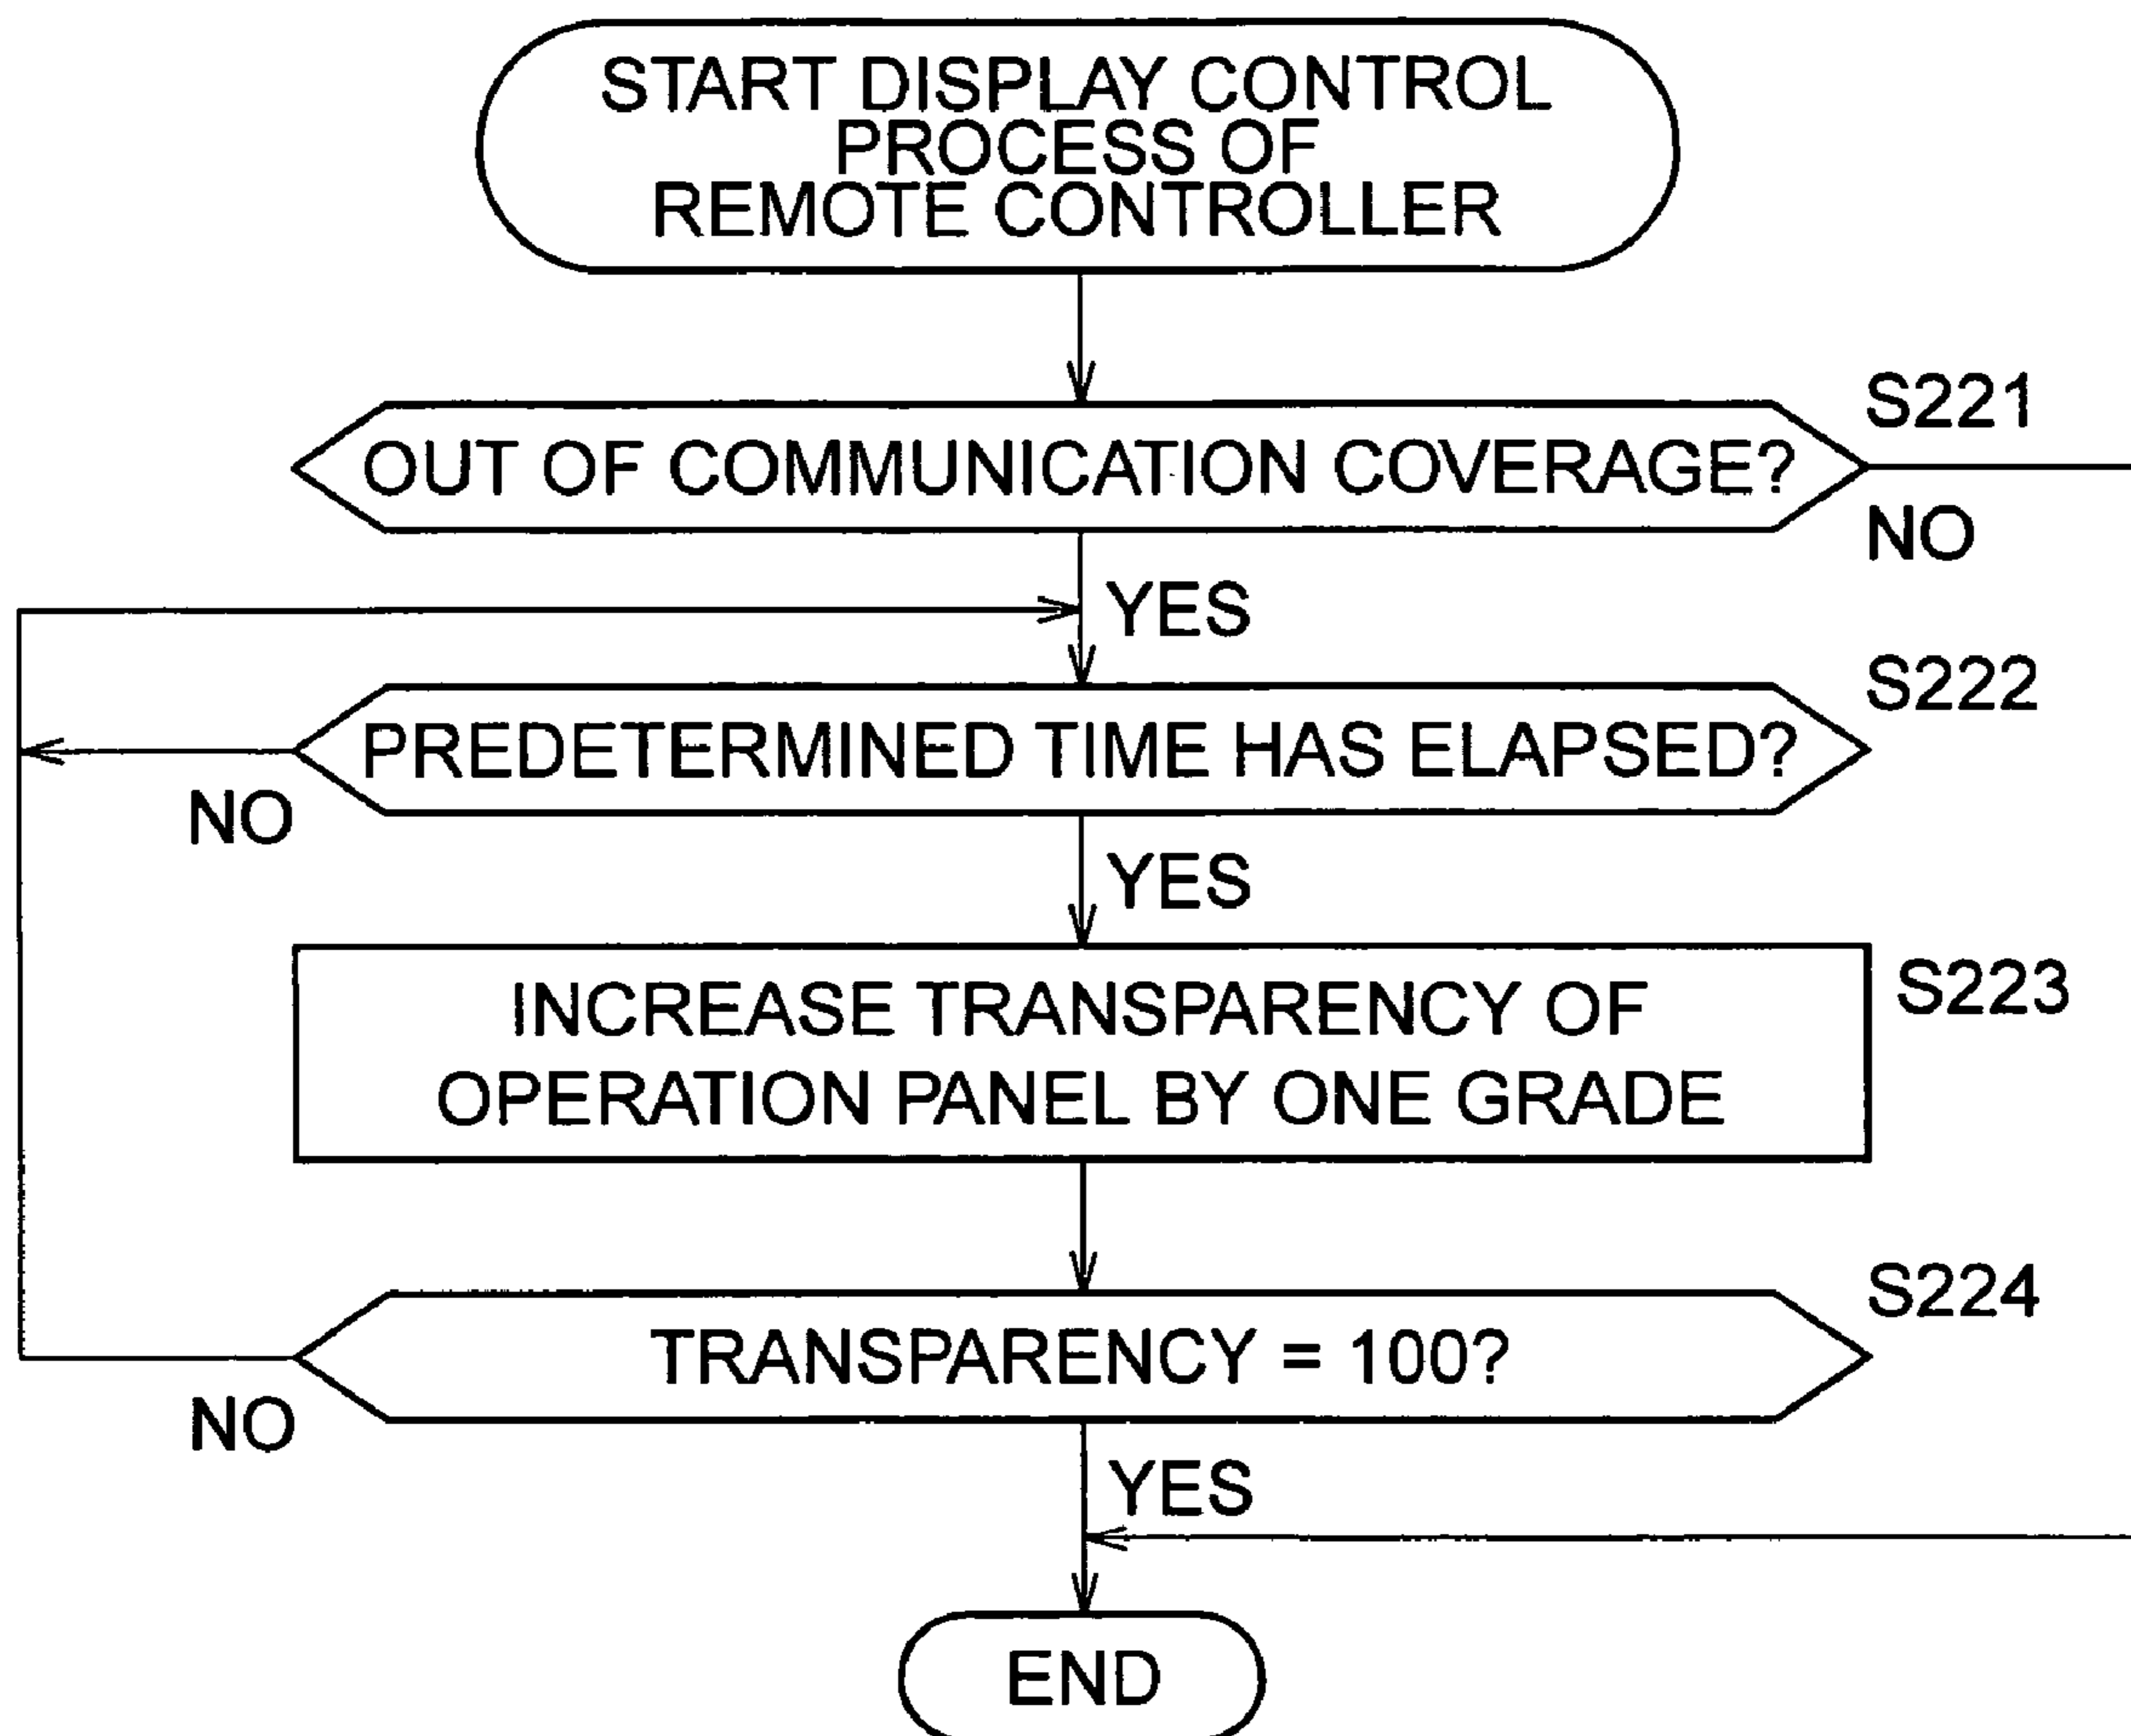 START DISPLAY CONTROL
PROCESS OF
REMOTE CONTROLLER
S221
OUT OF COMMUNICATION COVERAGE?
NO
YES
S222
PREDETERMINED TIME HAS ELAPSED?
NO
YES
S223
INCREASE TRANSPARENCY OF
OPERATION PANEL BY ONE GRADE
S224
TRANSPARENCY = 100?
NO
YES
END